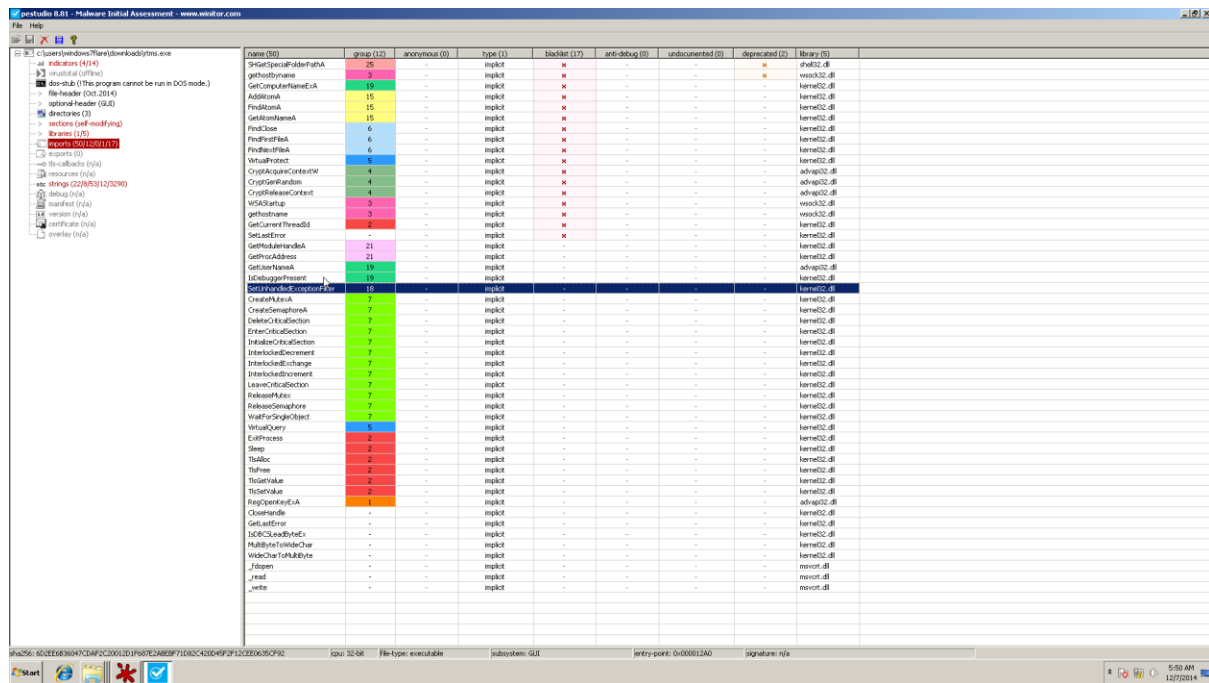 pestudio 8.81 - Malware Initial Assessment - www.winitor.com
File Help
c:\users\windows7flare\downloads\rtms.exe
indicators (4/14)
virustotal (offline)
dos-stub (!This program cannot be run in DOS mode.)
file-header (Oct.2014)
optional-header (GUI)
directories (3)
sections (self-modifying)
libraries (1/5)
imports (50/12/0/1/17)
exports (0)
tls-callbacks (n/a)
resources (n/a)
strings (22/8/53/12/3290)
debug (n/a)
manifest (n/a)
version (n/a)
certificate (n/a)
overlay (n/a)
name (50) group (12) anonymous (0) type (1) blacklist (17) anti-debug (0) undocumented (0) deprecated (2) library (5)
SHGetSpecialFolderPathA 25 - implicit x - - x shell32.dll
gethostbyname 3 - implicit x - - x wsock32.dll
GetComputerNameExA 19 - implicit x - - - kernel32.dll
AddAtomA 15 - implicit x - - - kernel32.dll
FindAtomA 15 - implicit x - - - kernel32.dll
GetAtomNameA 15 - implicit x - - - kernel32.dll
FindClose 6 - implicit x - - - kernel32.dll
FindFirstFileA 6 - implicit x - - - kernel32.dll
FindNextFileA 6 - implicit x - - - kernel32.dll
VirtualProtect 5 - implicit x - - - kernel32.dll
CryptAcquireContextW 4 - implicit x - - - advapi32.dll
CryptGenRandom 4 - implicit x - - - advapi32.dll
CryptReleaseContext 4 - implicit x - - - advapi32.dll
WSAStartup 3 - implicit x - - - wsock32.dll
gethostname 3 - implicit x - - - wsock32.dll
GetCurrentThreadId 2 - implicit x - - - kernel32.dll
SetLastError - - implicit x - - - kernel32.dll
GetModuleHandleA 21 - implicit - - - - kernel32.dll
GetProcAddress 21 - implicit - - - - kernel32.dll
GetUserNameA 19 - implicit - - - - advapi32.dll
IsDebuggerPresent 19 - implicit - - - - kernel32.dll
SetUnhandledExceptionFilter 18 - implicit - - - - kernel32.dll
CreateMutexA 7 - implicit - - - - kernel32.dll
CreateSemaphoreA 7 - implicit - - - - kernel32.dll
DeleteCriticalSection 7 - implicit - - - - kernel32.dll
EnterCriticalSection 7 - implicit - - - - kernel32.dll
InitializeCriticalSection 7 - implicit - - - - kernel32.dll
InterlockedDecrement 7 - implicit - - - - kernel32.dll
InterlockedExchange 7 - implicit - - - - kernel32.dll
InterlockedIncrement 7 - implicit - - - - kernel32.dll
LeaveCriticalSection 7 - implicit - - - - kernel32.dll
ReleaseMutex 7 - implicit - - - - kernel32.dll
ReleaseSemaphore 7 - implicit - - - - kernel32.dll
WaitForSingleObject 7 - implicit - - - - kernel32.dll
VirtualQuery 5 - implicit - - - - kernel32.dll
ExitProcess 2 - implicit - - - - kernel32.dll
Sleep 2 - implicit - - - - kernel32.dll
TlsAlloc 2 - implicit - - - - kernel32.dll
TlsFree 2 - implicit - - - - kernel32.dll
TlsGetValue 2 - implicit - - - - kernel32.dll
TlsSetValue 2 - implicit - - - - kernel32.dll
RegOpenKeyExA 1 - implicit - - - - advapi32.dll
CloseHandle - - implicit - - - - kernel32.dll
GetLastError - - implicit - - - - kernel32.dll
IsDBCSLeadByteEx - - implicit - - - - kernel32.dll
MultiByteToWideChar - - implicit - - - - kernel32.dll
WideCharToMultiByte - - implicit - - - - kernel32.dll
_fdopen - - implicit - - - - msvcrt.dll
_read - - implicit - - - - msvcrt.dll
_write - - implicit - - - - msvcrt.dll
cpu: 32-bit file-type: executable subsystem: GUI entry-point: 0x000012A0 signature: n/a
Start
5:50 AM
12/7/2014